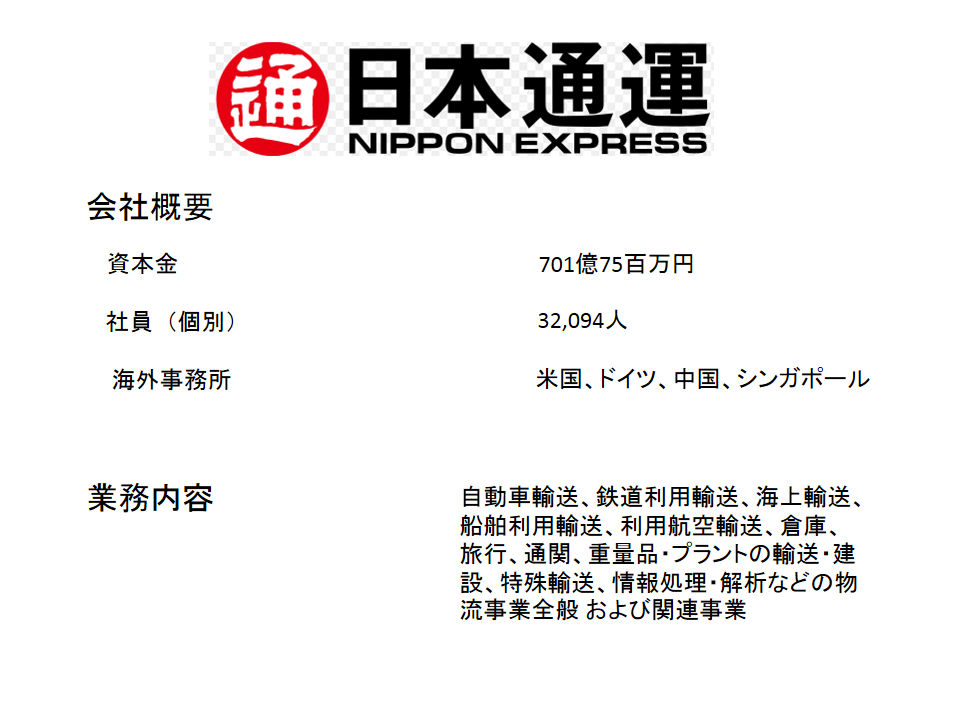 通 日本通運
NIPPON EXPRESS
会社概要
資本金 701億75百万円
社員（個別） 32,094人
海外事務所 米国、ドイツ、中国、シンガポール
業務内容 自動車輸送、鉄道利用輸送、海上輸送、
船舶利用輸送、利用航空輸送、倉庫、
旅行、通関、重量品・プラントの輸送・建
設、特殊輸送、情報処理・解析などの物
流事業全般 および関連事業